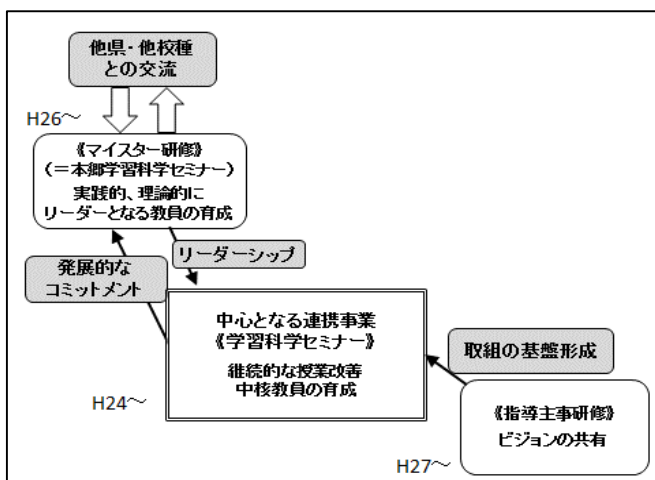 他県・他校種
との交流
H26～
《マイスター研修》
(＝本郷学習科学セミナー)
実践的、理論的に
リーダーとなる教員の育成
リーダーシップ
発展的な
コミットメント
中心となる連携事業
《学習科学セミナー》
継続的な授業改善
中核教員の育成
H24～
取組の基盤形成
《指導主事研修》
ビジョンの共有
H27～